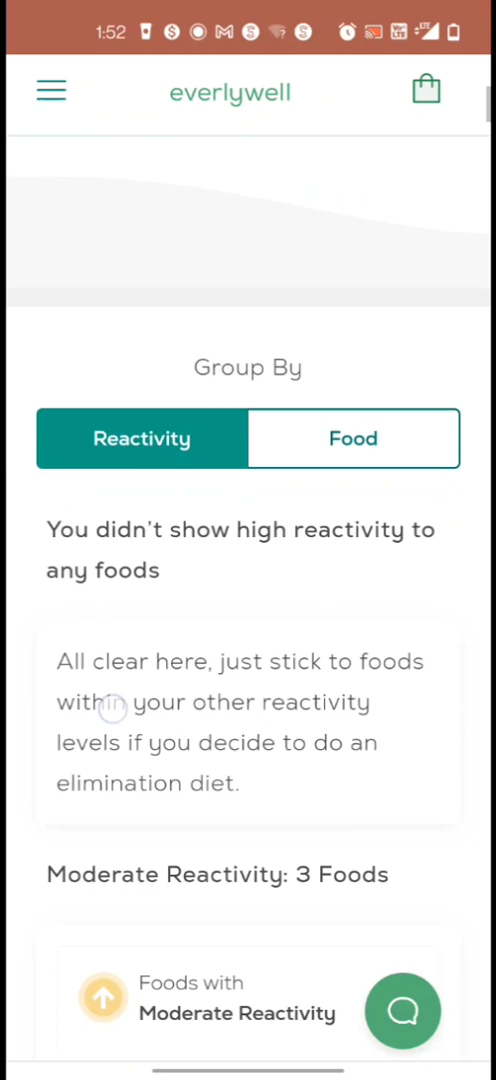 1:52
everlywell
Group By
Reactivity
Food
You didn't show high reactivity to
any foods
All clear here, just stick to foods
within your other reactivity
levels if you decide to do an
elimination diet.
Moderate Reactivity: 3 Foods
Foods with
Moderate Reactivity